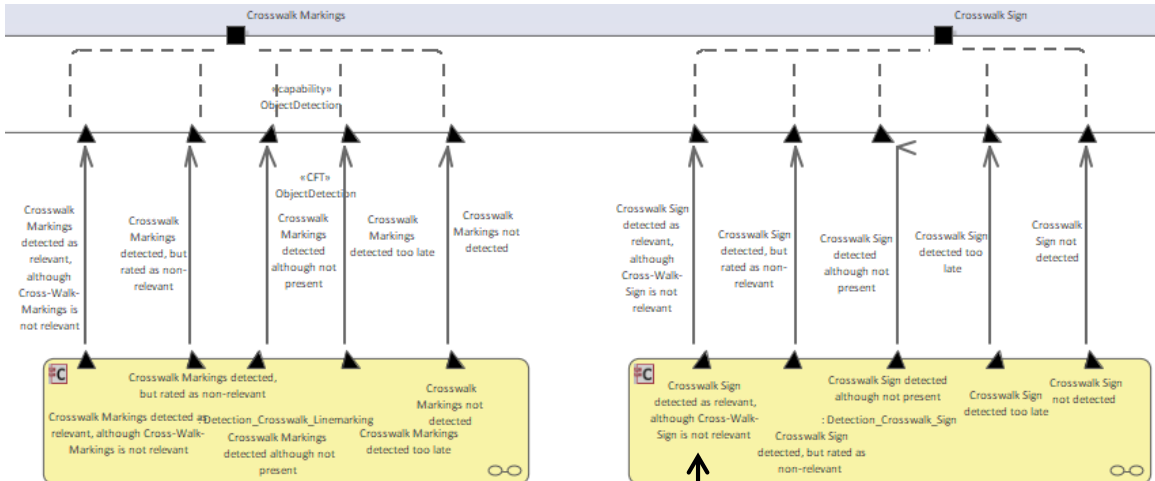 Crosswalk Markings
Crosswalk Sign
«capability»
ObjectDetection
«CFT»
ObjectDetection
Crosswalk
Markings
detected as
relevant,
although
Cross-Walk-
Markings is
not relevant
Crosswalk
Markings
detected, but
rated as non-
relevant
Crosswalk
Markings
detected
although not
present
Crosswalk
Markings
detected too late
Crosswalk
Markings not
detected
Crosswalk Sign
detected as
relevant,
although
Cross-Walk-
Sign is not
relevant
Crosswalk Sign
detected, but
rated as non-
relevant
Crosswalk Sign
detected
although not
present
Crosswalk Sign
detected too
late
Crosswalk
Sign not
detected
C
Crosswalk Markings detected,
but rated as non-relevant
Crosswalk Markings detected as
relevant, although Cross-Walk-
Markings is not relevant
: Detection_Crosswalk_Linemarking
Crosswalk Markings
detected although not
present
Crosswalk Markings
detected too late
Crosswalk
Markings not
detected
C
Crosswalk Sign
detected as relevant,
although Cross-Walk-
Sign is not relevant
Crosswalk Sign detected
although not present
: Detection_Crosswalk_Sign
Crosswalk Sign
detected, but rated as
non-relevant
Crosswalk Sign
detected too late
Crosswalk Sign
not detected